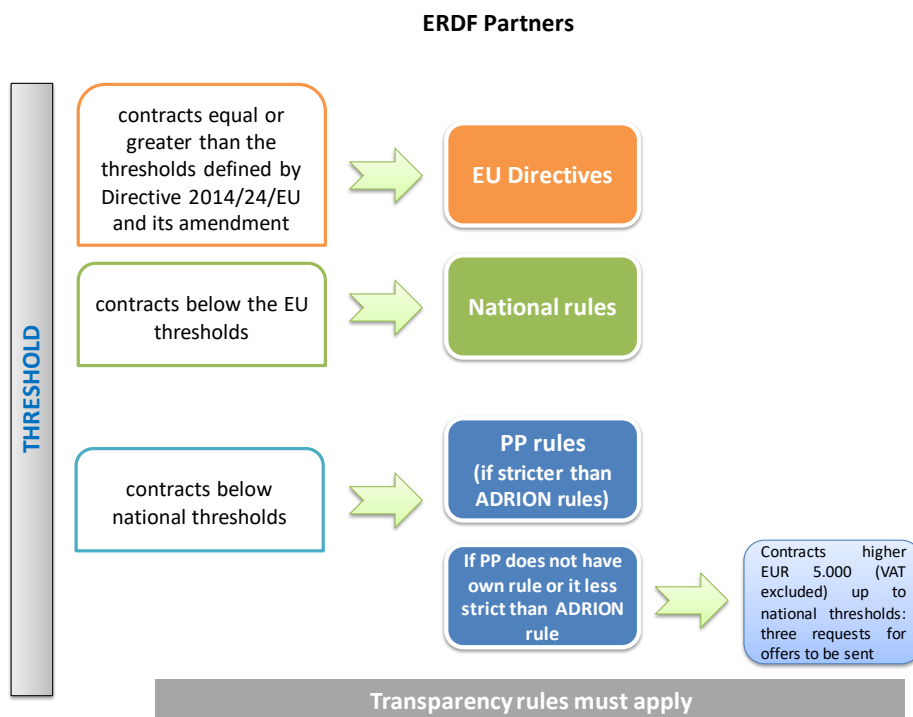 ERDF Partners
THRESHOLD
contracts equal or
greater than the
thresholds defined by
Directive 2014/24/EU
and its amendment
EU Directives
contracts below the EU
thresholds
National rules
contracts below
national thresholds
PP rules
(if stricter than
ADRION rules)
If PP does not have
own rule or it less
strict than ADRION
rule
Contracts higher
EUR 5.000 (VAT
excluded) up to
national thresholds:
three requests for
offers to be sent
Transparency rules must apply